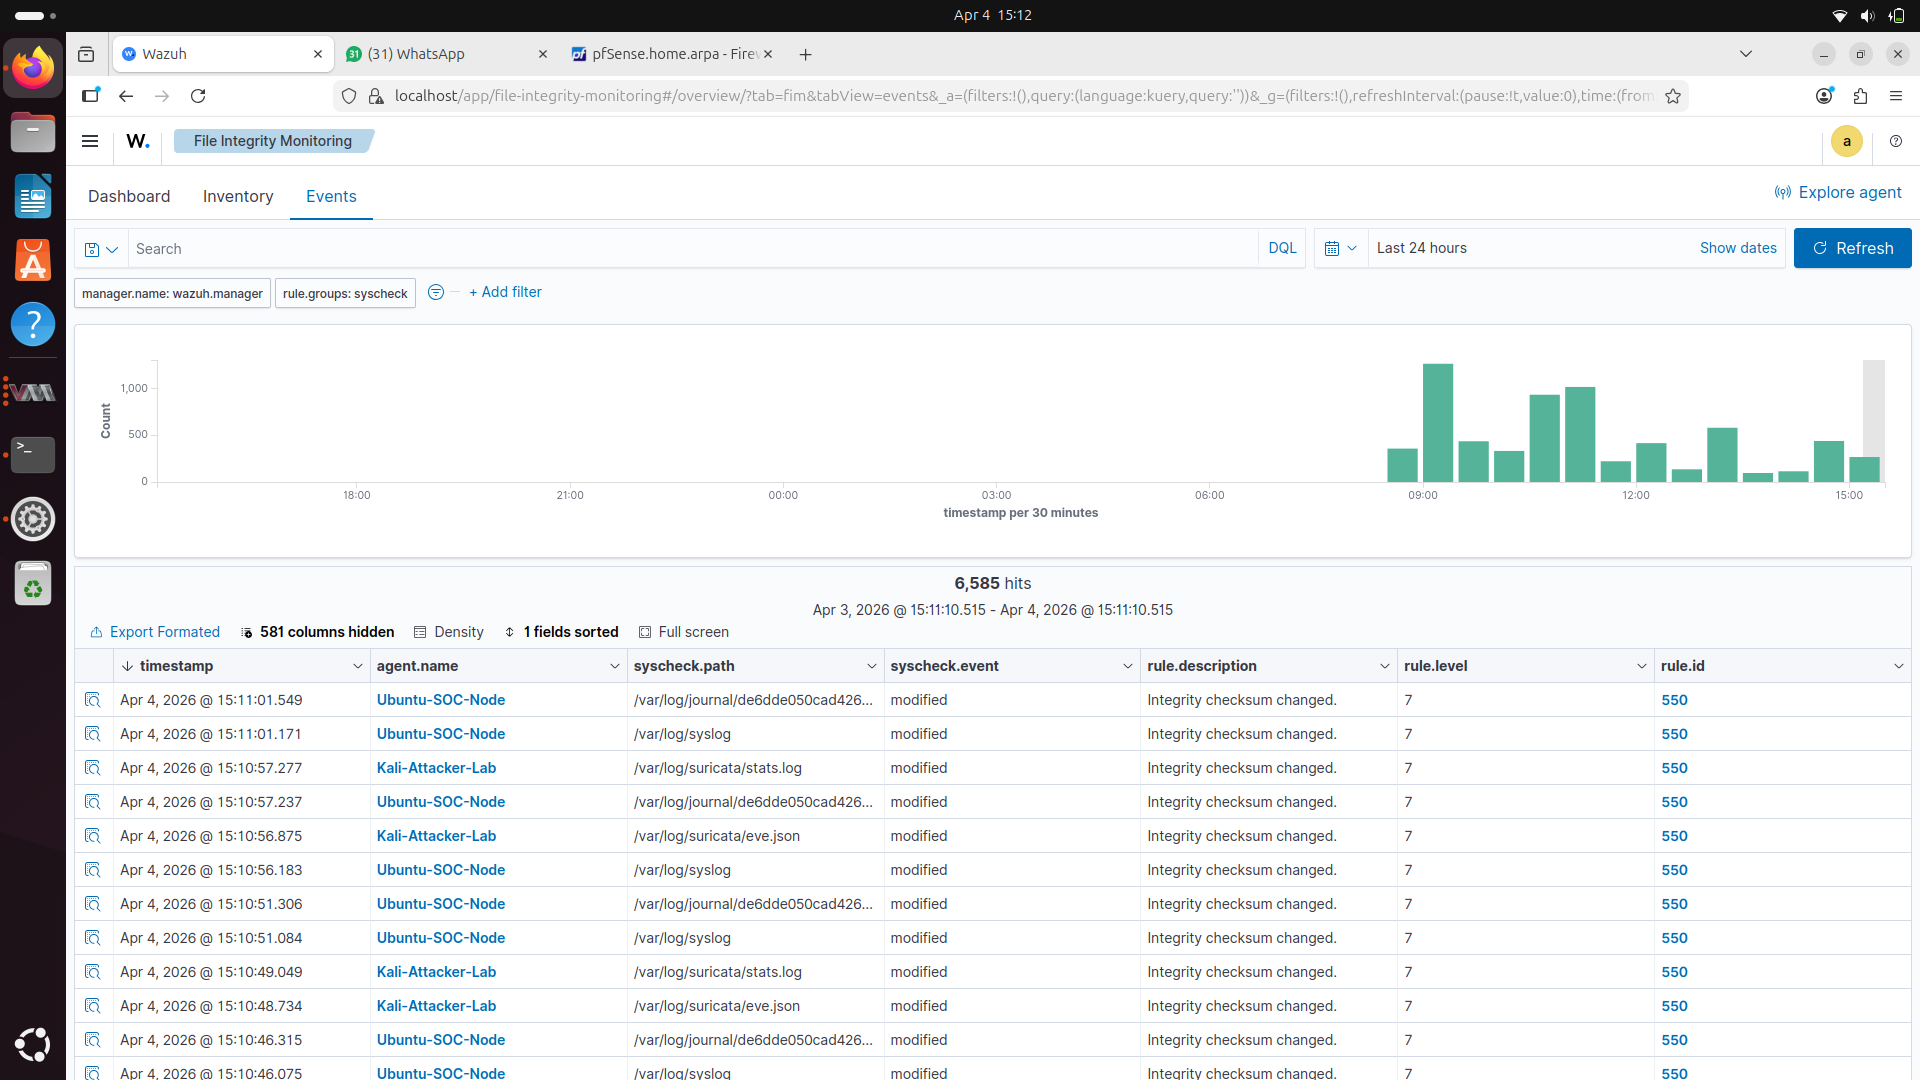 Apr 4 15:12
Wazuh
31 (31) WhatsApp
pf pfSense.home.arpa - Firew
localhost/app/file-integrity-monitoring#/overview/?tab=fim&tabView=events&_a=(filters:!(),query:(language:kuery,query:''))&_g=(filters:!(),refreshInterval:(pause:!t,value:0),time:(from
W. File Integrity Monitoring a
Dashboard Inventory Events Explore agent
Search DQL Last 24 hours Show dates Refresh
manager.name: wazuh.manager rule.groups: syscheck + Add filter
Count
1,000
500
0
18:00 21:00 00:00 03:00 06:00 09:00 12:00 15:00
timestamp per 30 minutes
6,585 hits
Apr 3, 2026 @ 15:11:10.515 - Apr 4, 2026 @ 15:11:10.515
Export Formated 581 columns hidden Density 1 fields sorted Full screen
timestamp agent.name syscheck.path syscheck.event rule.description rule.level rule.id
Apr 4, 2026 @ 15:11:01.549 Ubuntu-SOC-Node /var/log/journal/de6dde050cad426... modified Integrity checksum changed. 7 550
Apr 4, 2026 @ 15:11:01.171 Ubuntu-SOC-Node /var/log/syslog modified Integrity checksum changed. 7 550
Apr 4, 2026 @ 15:10:57.277 Kali-Attacker-Lab /var/log/suricata/stats.log modified Integrity checksum changed. 7 550
Apr 4, 2026 @ 15:10:57.237 Ubuntu-SOC-Node /var/log/journal/de6dde050cad426... modified Integrity checksum changed. 7 550
Apr 4, 2026 @ 15:10:56.875 Kali-Attacker-Lab /var/log/suricata/eve.json modified Integrity checksum changed. 7 550
Apr 4, 2026 @ 15:10:56.183 Ubuntu-SOC-Node /var/log/syslog modified Integrity checksum changed. 7 550
Apr 4, 2026 @ 15:10:51.306 Ubuntu-SOC-Node /var/log/journal/de6dde050cad426... modified Integrity checksum changed. 7 550
Apr 4, 2026 @ 15:10:51.084 Ubuntu-SOC-Node /var/log/syslog modified Integrity checksum changed. 7 550
Apr 4, 2026 @ 15:10:49.049 Kali-Attacker-Lab /var/log/suricata/stats.log modified Integrity checksum changed. 7 550
Apr 4, 2026 @ 15:10:48.734 Kali-Attacker-Lab /var/log/suricata/eve.json modified Integrity checksum changed. 7 550
Apr 4, 2026 @ 15:10:46.315 Ubuntu-SOC-Node /var/log/journal/de6dde050cad426... modified Integrity checksum changed. 7 550
Apr 4, 2026 @ 15:10:46.075 Ubuntu-SOC-Node /var/log/syslog modified Integrity checksum changed. 7 550